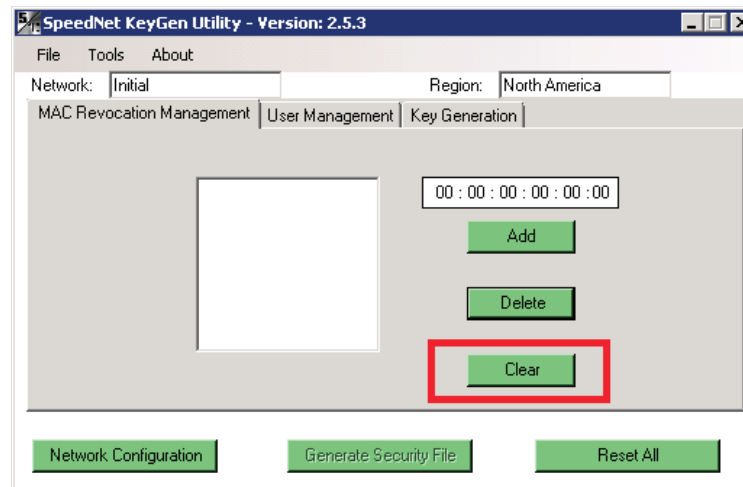 SpeedNet KeyGen Utility - Version: 2.5.3
File Tools About
Network: Initial Region: North America
MAC Revocation Management User Management Key Generation
00 : 00 : 00 : 00 : 00 : 00
Add
Delete
Clear
Network Configuration Generate Security File Reset All